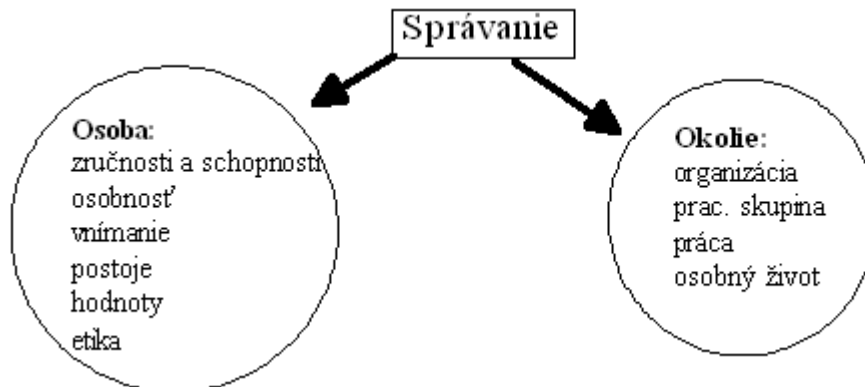 Správanie
Osoba:
zručnosti a schopnosti
osobnosť
vnímanie
postoje
hodnoty
etika
Okolie:
organizácia
prac. skupina
práca
osobný život